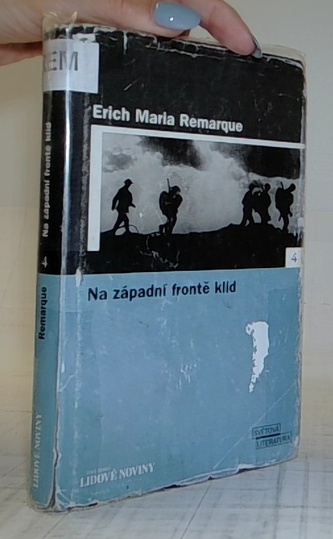 REM
Na západní frontě klid
4
Remarque
LIDOVÉ NOVINY
Erich Maria Remarque
4
Na západní frontě klid
SVĚTOVÁ
LITERATURA
LIDOVÉ NOVINY